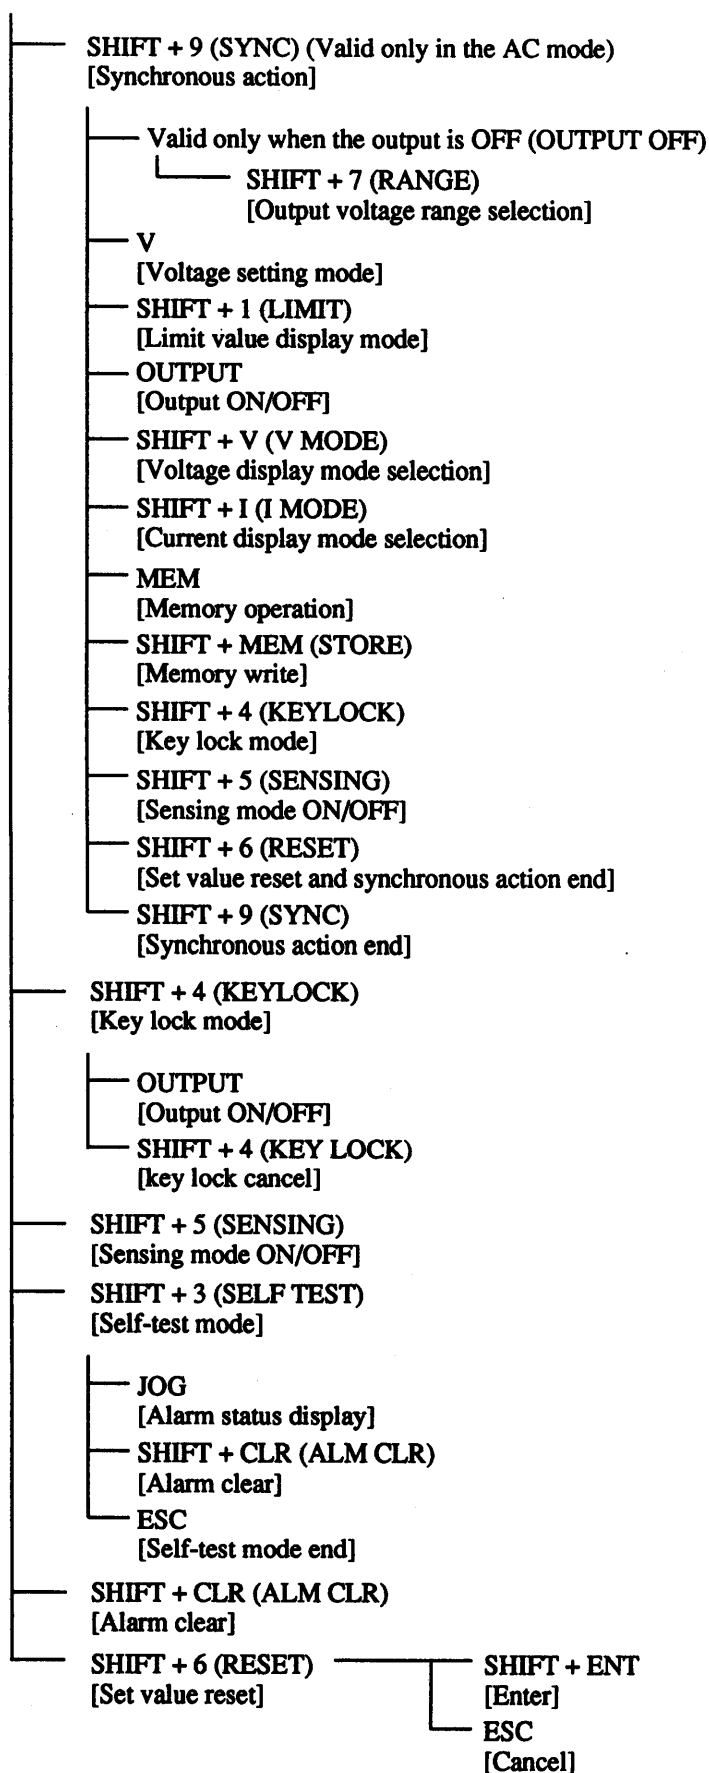 SHIFT + 9 (SYNC) (Valid only in the AC mode)
[Synchronous action]
Valid only when the output is OFF (OUTPUT OFF)
SHIFT + 7 (RANGE)
[Output voltage range selection]
V
[Voltage setting mode]
SHIFT + 1 (LIMIT)
[Limit value display mode]
OUTPUT
[Output ON/OFF]
SHIFT + V (V MODE)
[Voltage display mode selection]
SHIFT + I (I MODE)
[Current display mode selection]
MEM
[Memory operation]
SHIFT + MEM (STORE)
[Memory write]
SHIFT + 4 (KEYLOCK)
[Key lock mode]
SHIFT + 5 (SENSING)
[Sensing mode ON/OFF]
SHIFT + 6 (RESET)
[Set value reset and synchronous action end]
SHIFT + 9 (SYNC)
[Synchronous action end]
SHIFT + 4 (KEYLOCK)
[Key lock mode]
OUTPUT
[Output ON/OFF]
SHIFT + 4 (KEY LOCK)
[key lock cancel]
SHIFT + 5 (SENSING)
[Sensing mode ON/OFF]
SHIFT + 3 (SELF TEST)
[Self-test mode]
JOG
[Alarm status display]
SHIFT + CLR (ALM CLR)
[Alarm clear]
ESC
[Self-test mode end]
SHIFT + CLR (ALM CLR)
[Alarm clear]
SHIFT + 6 (RESET)
[Set value reset]
SHIFT + ENT
[Enter]
ESC
[Cancel]